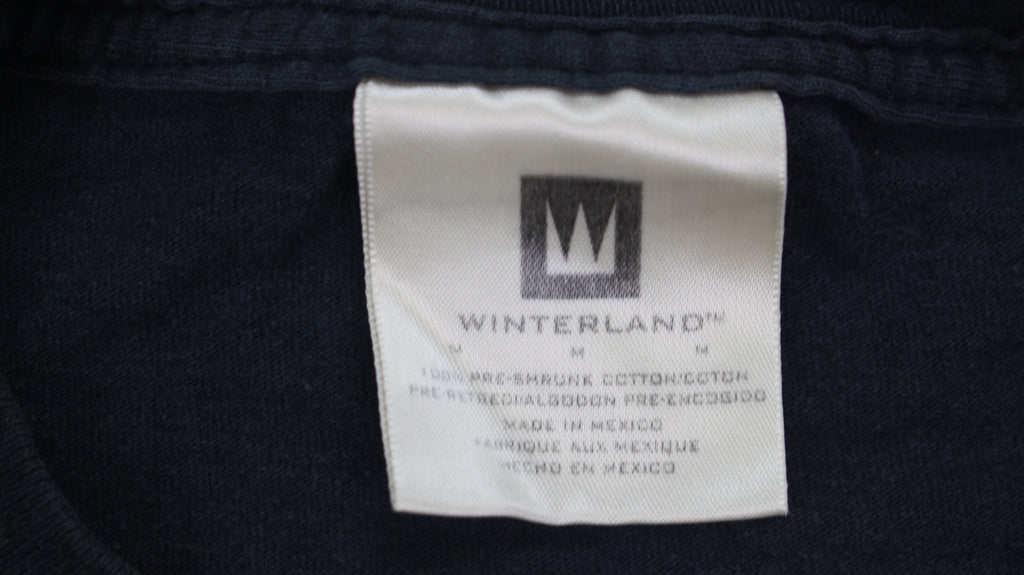 WINTERLAND™
M M M
100% PRE-SHRUNK COTTON/COTON
PRE-RETRECI/ALGODON PRE-ENCOGIDO
MADE IN MEXICO
FABRIQUE AUX MEXIQUE
HECHO EN MEXICO